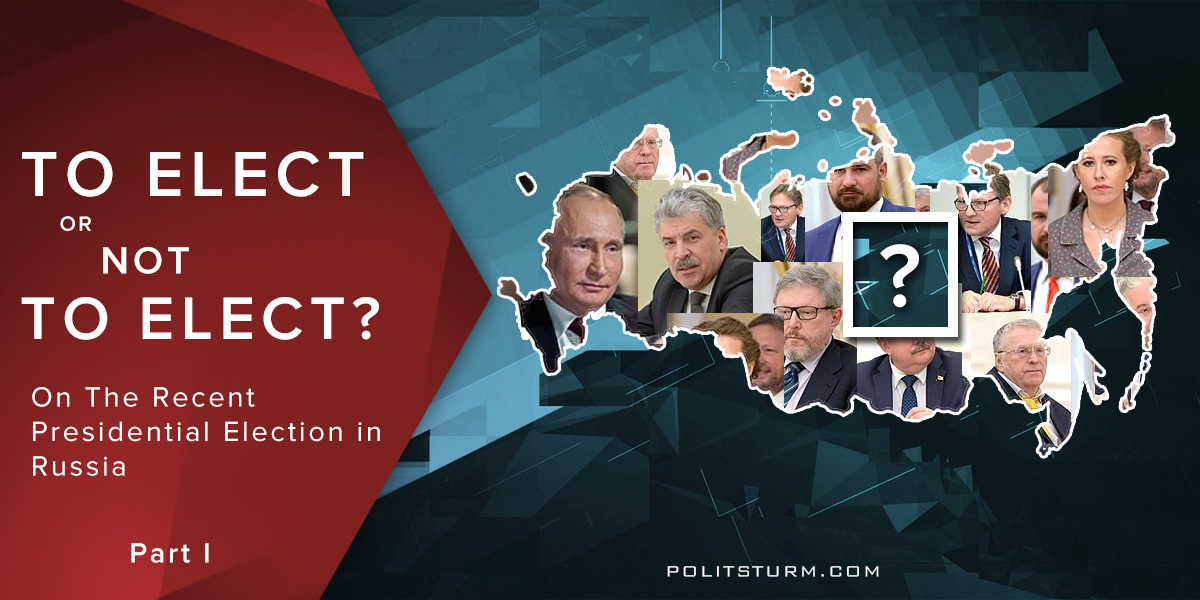 TO ELECT
OR
NOT
TO ELECT?
On The Recent
Presidential Election in
Russia
Part I
?
POLITSTURM.COM